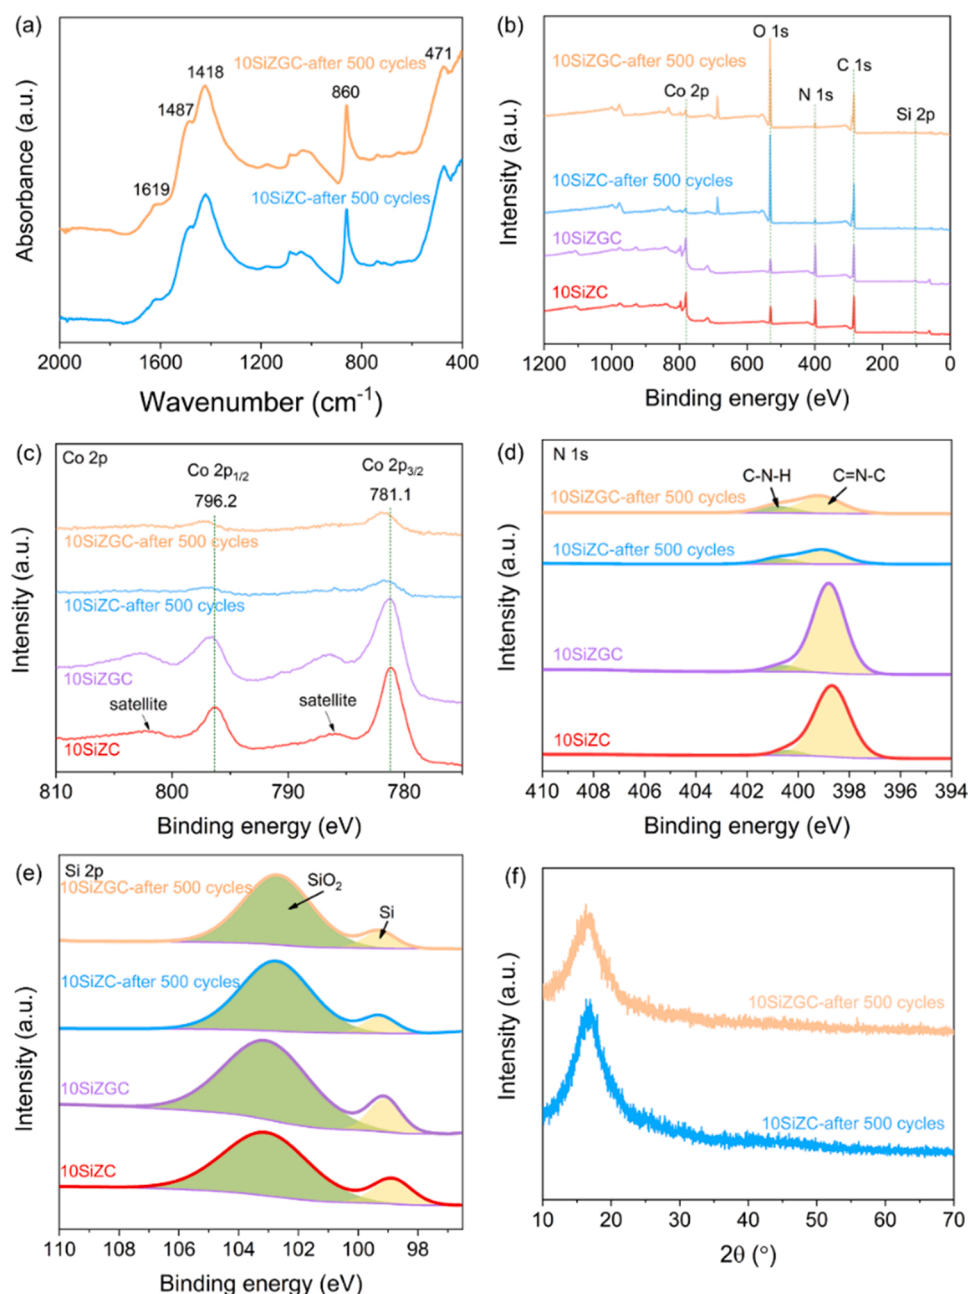 (a)
10SiZGC-after 500 cycles
471
1418
1487
860
1619
10SiZC-after 500 cycles
Absorbance (a.u.)
2000 1600 1200 800 400
Wavenumber (cm⁻¹)
(b)
O 1s
10SiZGC-after 500 cycles
C 1s
Co 2p
N 1s
Si 2p
10SiZC-after 500 cycles
10SiZGC
10SiZC
Intensity (a.u.)
1200 1000 800 600 400 200 0
Binding energy (eV)
(c)
Co 2p
Co 2p₁/₂
Co 2p₃/₂
796.2
781.1
10SiZGC-after 500 cycles
10SiZC-after 500 cycles
10SiZGC
satellite
satellite
10SiZC
Intensity (a.u.)
810 800 790 780
Binding energy (eV)
(d)
N 1s
C-N-H
C=N-C
10SiZGC-after 500 cycles
10SiZC-after 500 cycles
10SiZGC
10SiZC
Intensity (a.u.)
410 408 406 404 402 400 398 396 394
Binding energy (eV)
(e)
Si 2p
10SiZGC-after 500 cycles
SiO₂
Si
10SiZC-after 500 cycles
10SiZGC
10SiZC
Intensity (a.u.)
110 108 106 104 102 100 98
Binding energy (eV)
(f)
10SiZGC-after 500 cycles
10SiZC-after 500 cycles
Intensity (a.u.)
10 20 30 40 50 60 70
2θ (°)